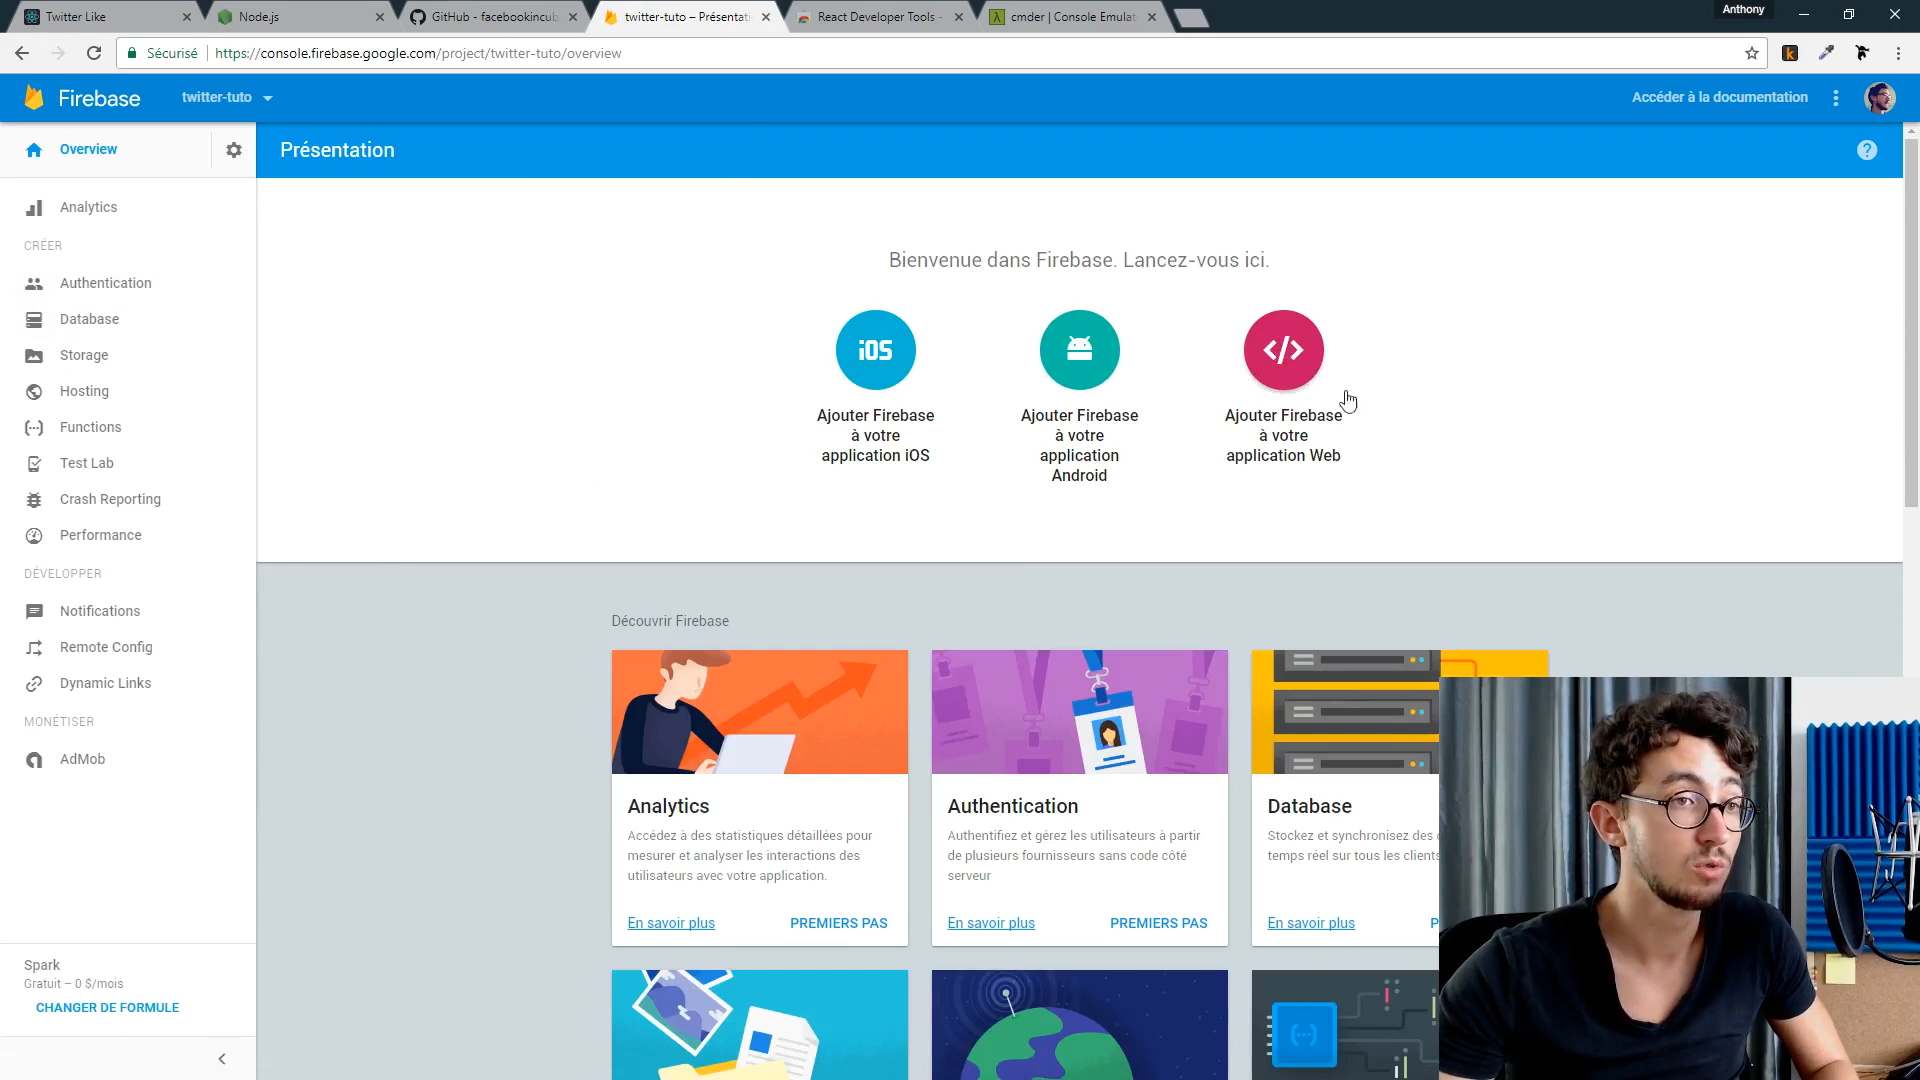 Twitter Like
Node.js
GitHub - facebookincub
twitter-tuto – Présentati
React Developer Tools -
cmder | Console Emulat
Anthony
Sécurisé
https://console.firebase.google.com/project/twitter-tuto/overview
Firebase
twitter-tuto
Accéder à la documentation
Overview
Présentation
Analytics
CRÉER
Authentication
Database
Storage
Hosting
Functions
Test Lab
Crash Reporting
Performance
DÉVELOPPER
Notifications
Remote Config
Dynamic Links
MONÉTISER
AdMob
Spark
Gratuit – 0 $/mois
CHANGER DE FORMULE
Bienvenue dans Firebase. Lancez-vous ici.
iOS
Ajouter Firebase
à votre
application iOS
Ajouter Firebase
à votre
application
Android
</>
Ajouter Firebase
à votre
application Web
Découvrir Firebase
Analytics
Accédez à des statistiques détaillées pour
mesurer et analyser les interactions des
utilisateurs avec votre application.
En savoir plus
PREMIERS PAS
Authentication
Authentifiez et gérez les utilisateurs à partir
de plusieurs fournisseurs sans code côté
serveur
En savoir plus
PREMIERS PAS
Database
Stockez et synchronisez des
temps réel sur tous les clients
En savoir plus
P